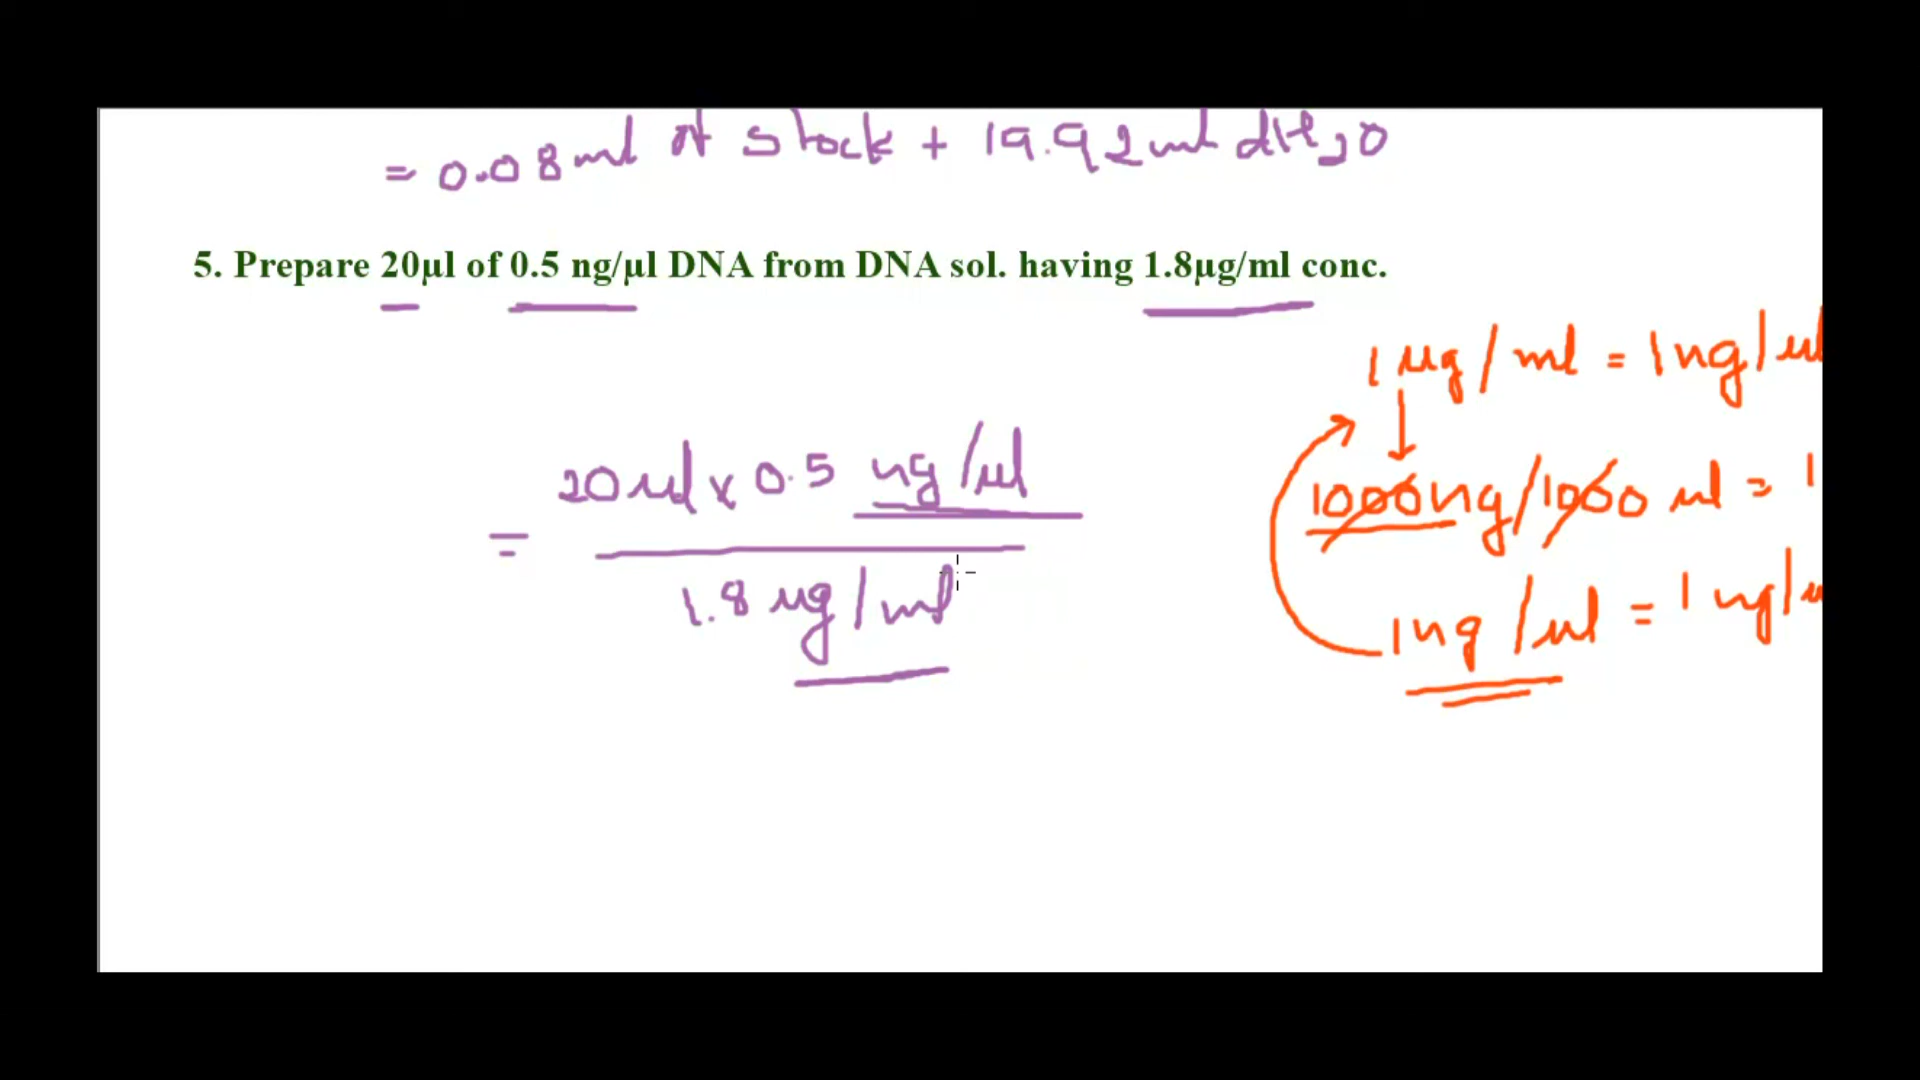 = 0.08 ml of stock + 19.92 ml dH2O
5. Prepare 20µl of 0.5 ng/µl DNA from DNA sol. having 1.8µg/ml conc.
1 µg / ml = 1 ng / µl
= 20 µl x 0.5 ng / µl
1.8 µg / ml
1000 ng / 1000 µl = 1
1 ng / µl = 1 ng /